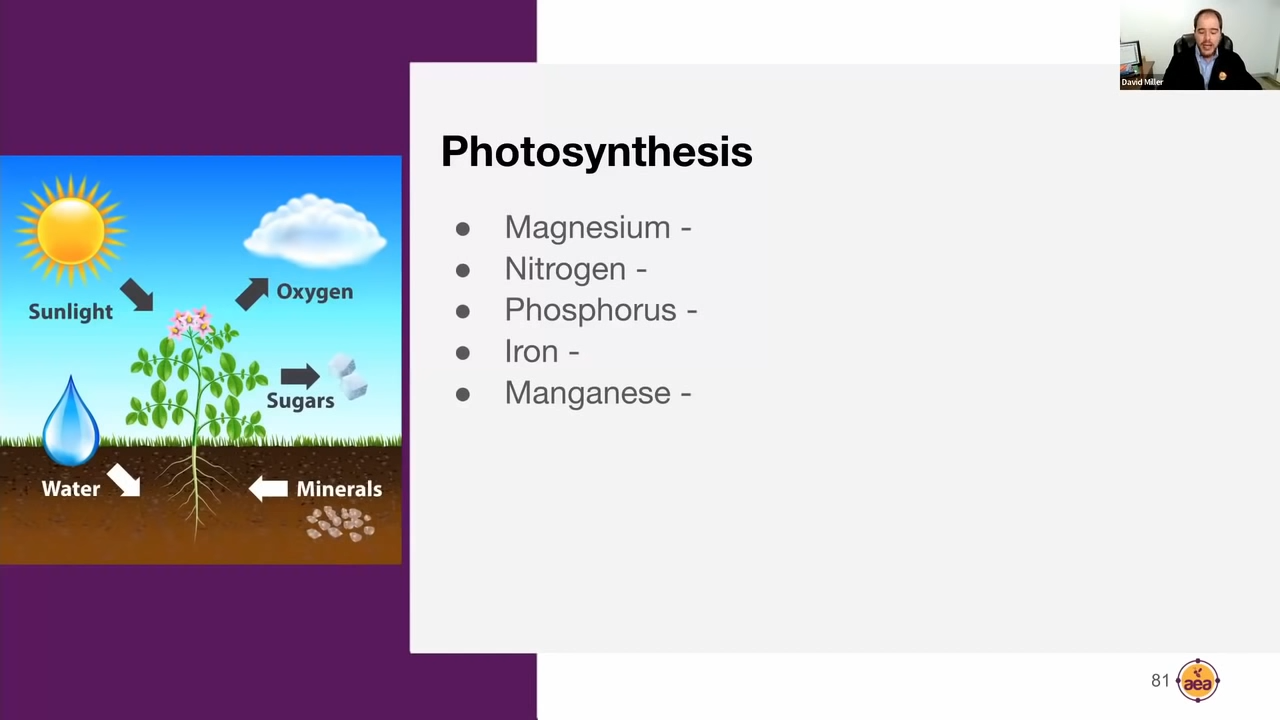 David Miller
Photosynthesis
● Magnesium -
● Nitrogen -
● Phosphorus -
● Iron -
● Manganese -
Sunlight
Oxygen
Sugars
Water
Minerals
81
aea